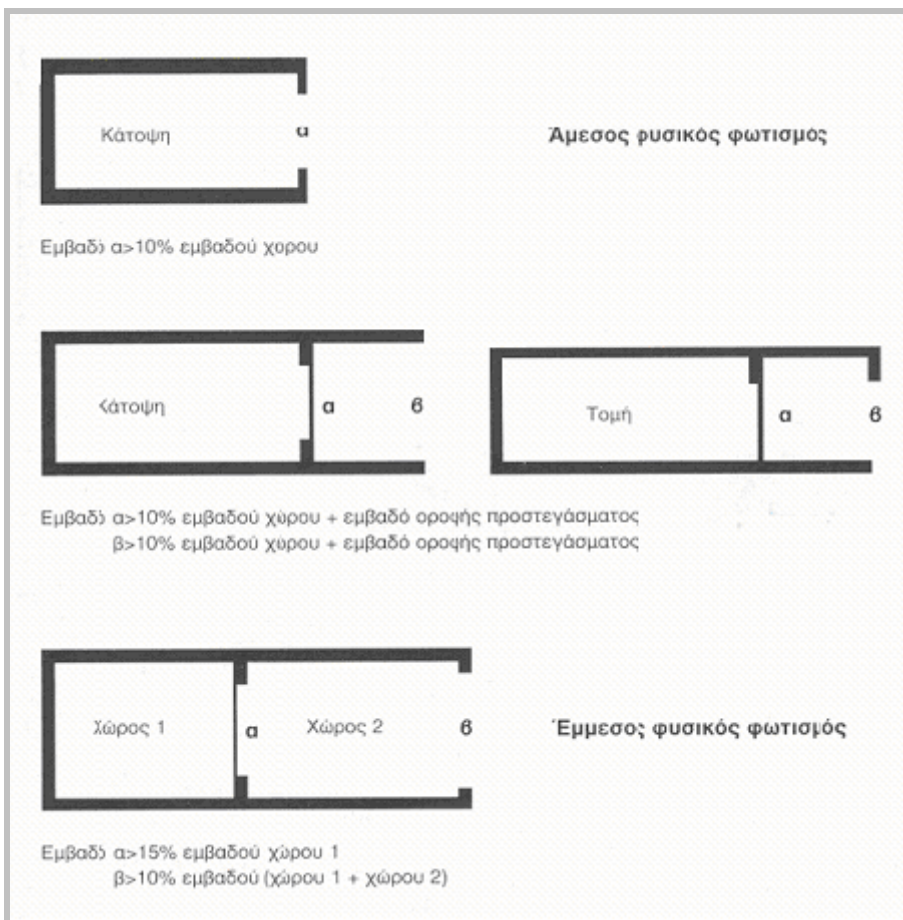 Κάτοψη
α
Άμεσος φυσικός φωτισμός
Εμβαδό α>10% εμβαδού χώρου
Κάτοψη
α
β
Τομή
α
β
Εμβαδό α>10% εμβαδού χώρου + εμβαδό οροφής προστεγάσματος
β>10% εμβαδού χώρου + εμβαδό οροφής προστεγάσματος
Χώρος 1
α
Χώρος 2
β
Έμμεσος φυσικός φωτισμός
Εμβαδό α>15% εμβαδού χώρου 1
β>10% εμβαδού (χώρου 1 + χώρου 2)